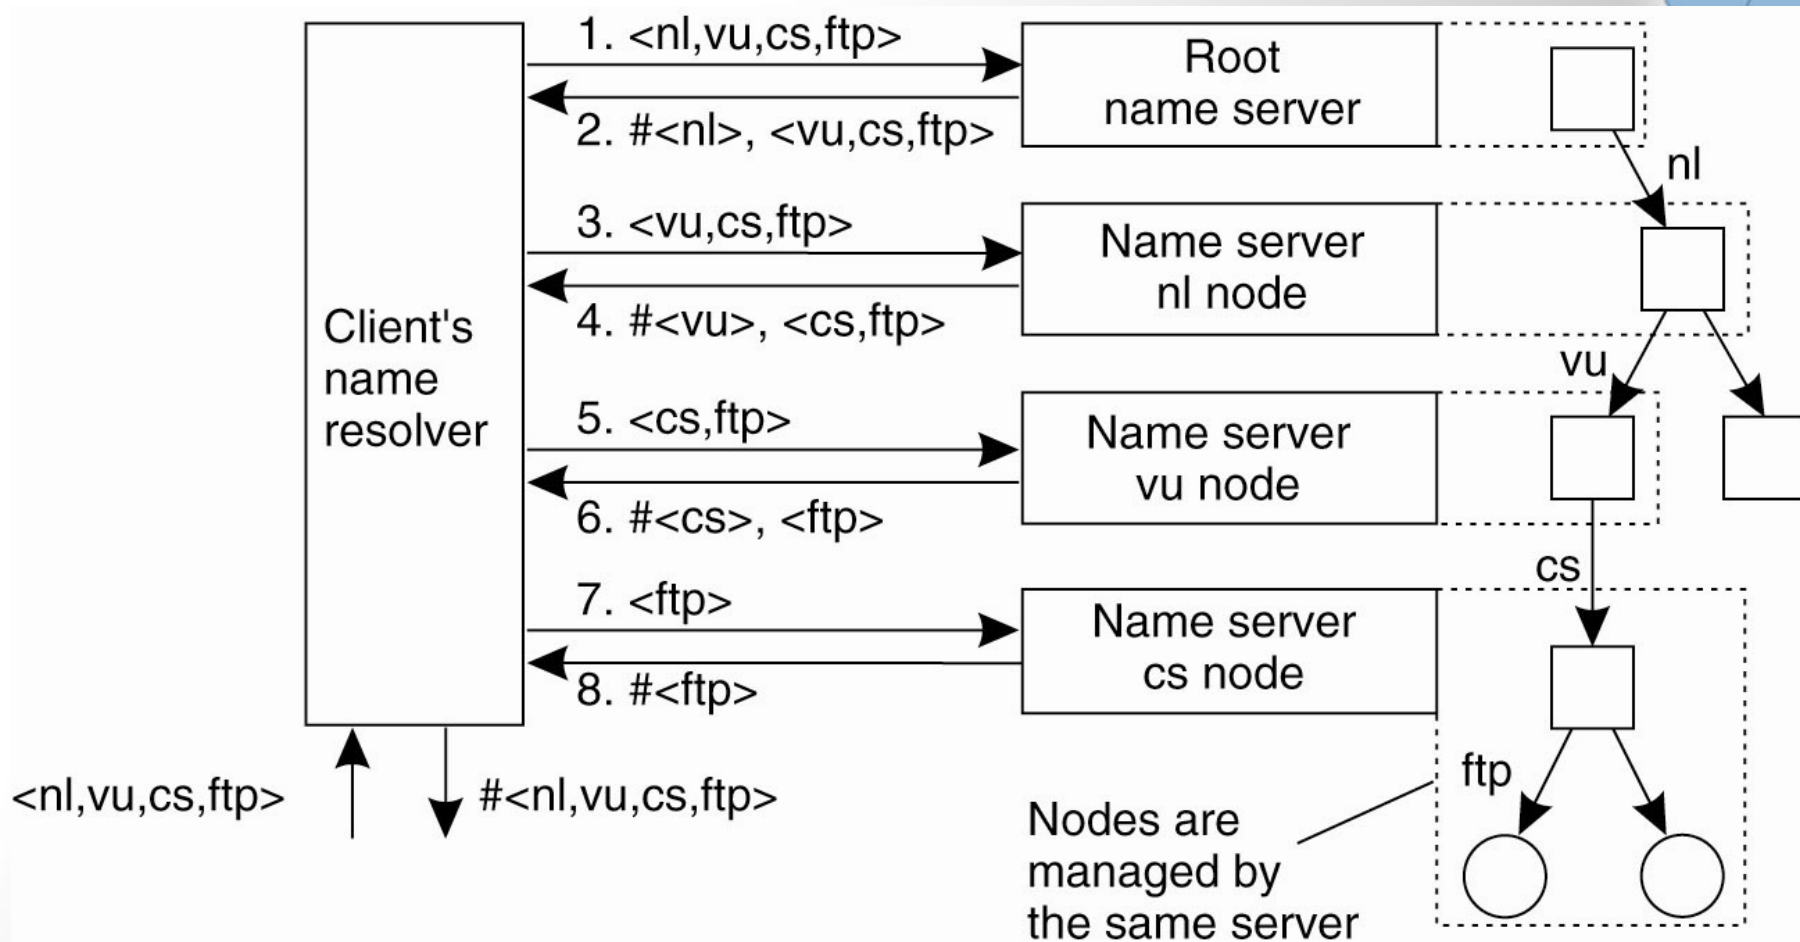 1. <nl,vu,cs,ftp>
Root
name server
2. #<nl>, <vu,cs,ftp>
nl
3. <vu,cs,ftp>
Name server
nl node
4. #<vu>, <cs,ftp>
vu
Client's
name
resolver
5. <cs,ftp>
Name server
vu node
6. #<cs>, <ftp>
cs
7. <ftp>
Name server
cs node
8. #<ftp>
ftp
<nl,vu,cs,ftp>
#<nl,vu,cs,ftp>
Nodes are
managed by
the same server